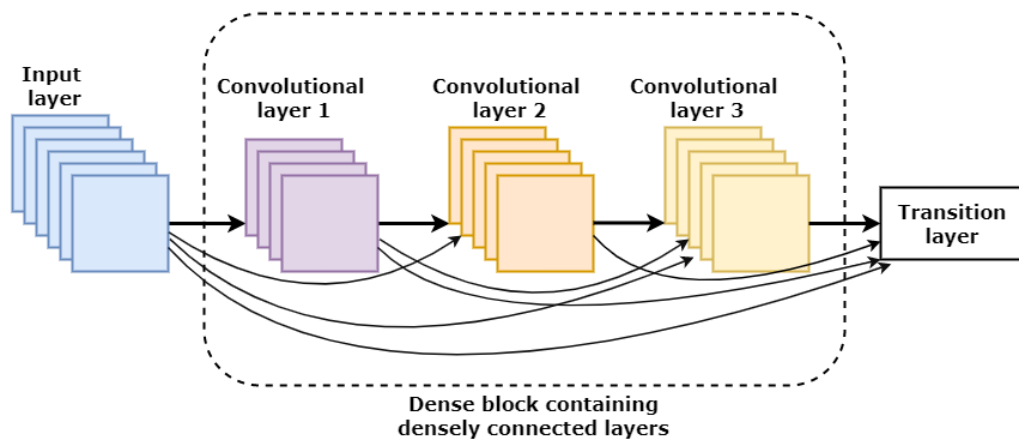 Input
layer
Convolutional
layer 1
Convolutional
layer 2
Convolutional
layer 3
Transition
layer
Dense block containing
densely connected layers